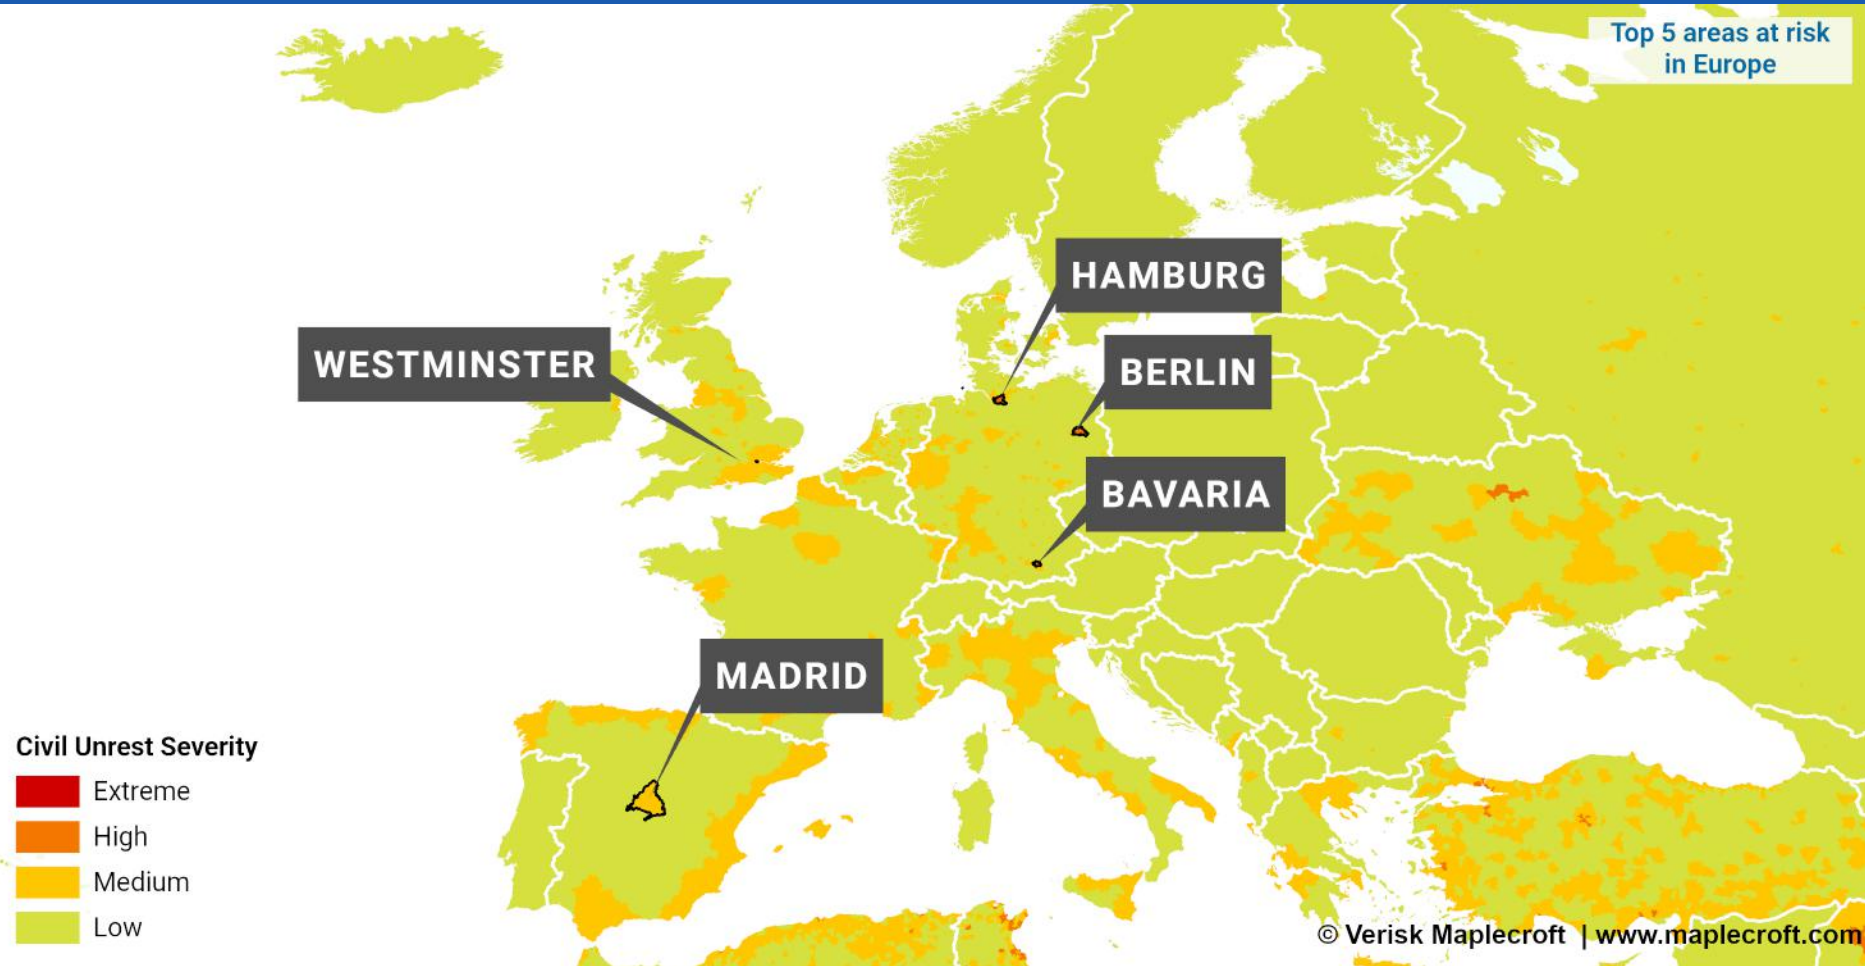 Top 5 areas at risk
in Europe
HAMBURG
WESTMINSTER
BERLIN
BAVARIA
MADRID
Civil Unrest Severity
Extreme
High
Medium
Low
© Verisk Maplecroft | www.maplecroft.com